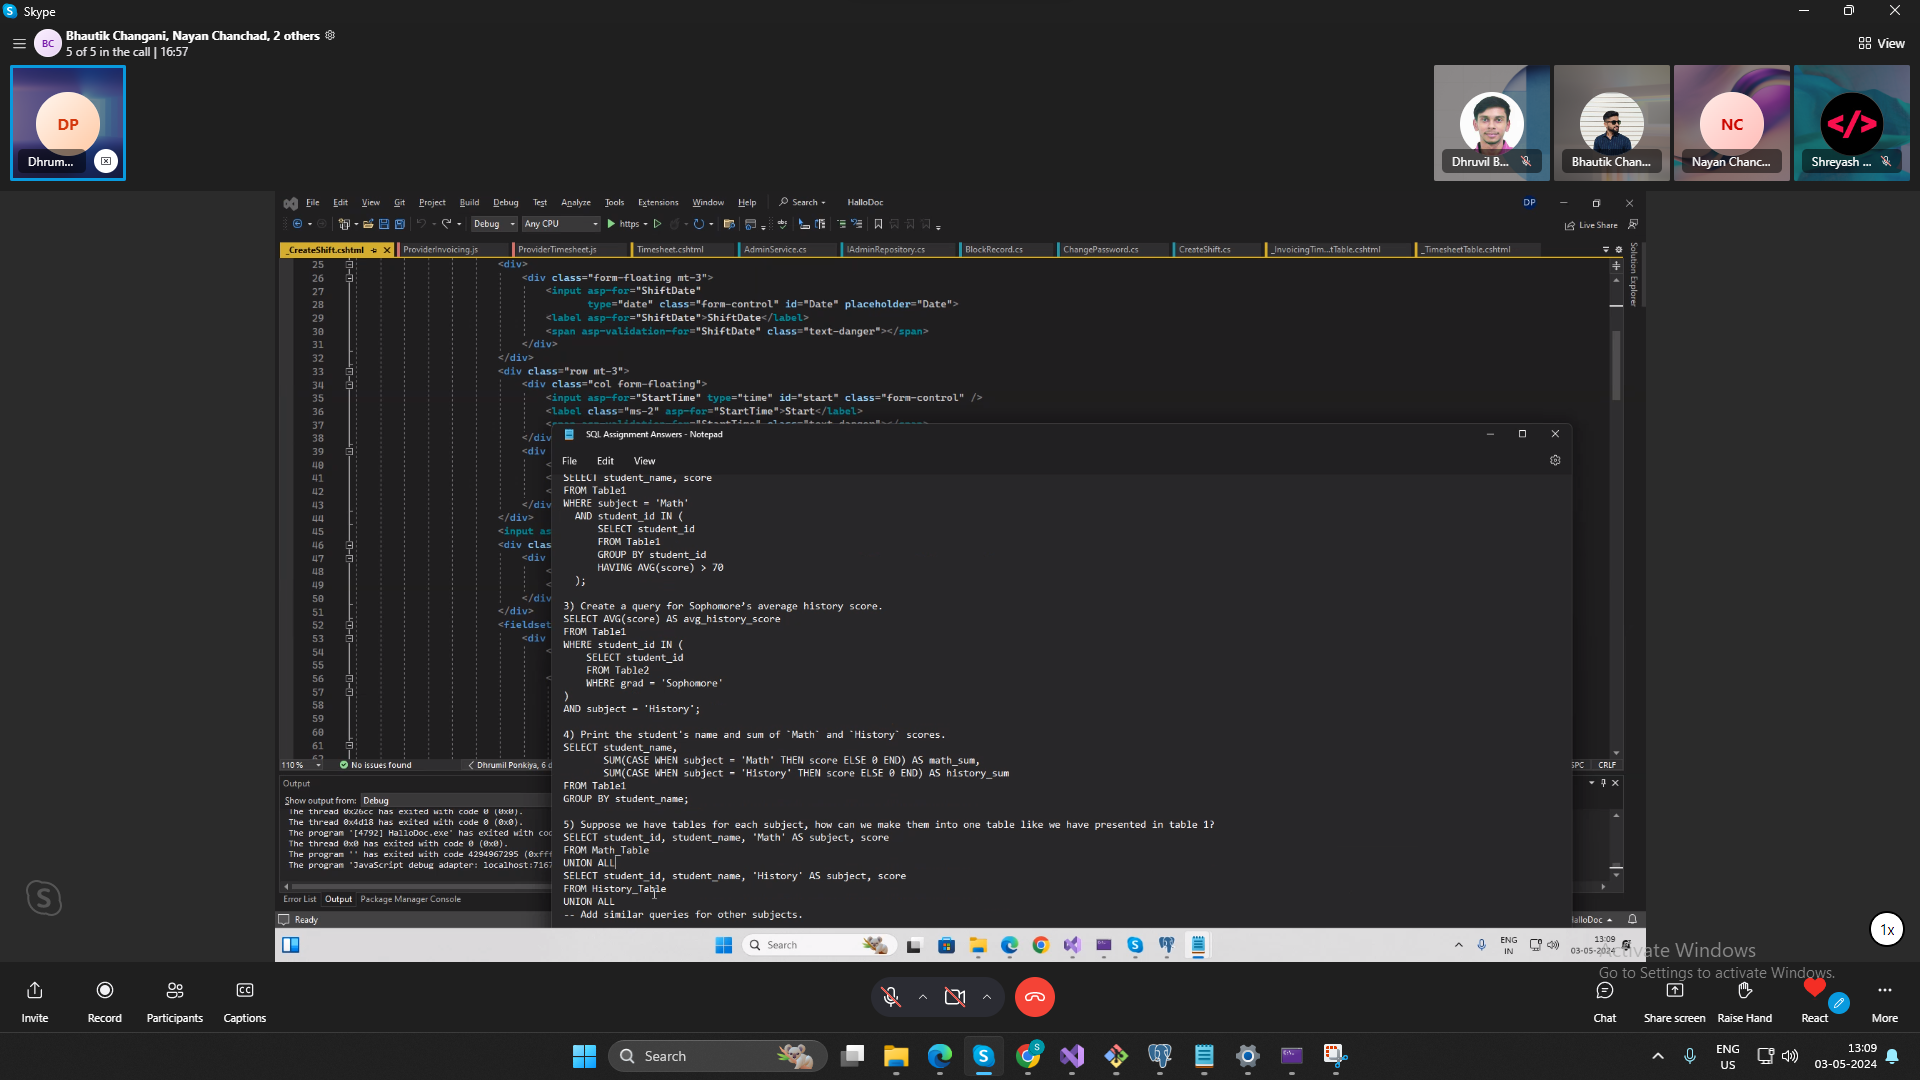 Skype
BC
Bhautik Changani, Nayan Chanchad, 2 others
5 of 5 in the call | 16:57
View
DP
Dhrum...
Dhruvil B...
Bhautik Chan...
NC
Nayan Chanc...
</>
Shreyash ...
File Edit View Git Project Build Debug Test Analyze Tools Extensions Window Help Search HalloDoc DP
Debug Any CPU https Live Share
_CreateShift.cshtml ProviderInvoicing.js ProviderTimesheet.js Timesheet.cshtml AdminService.cs IAdminRepository.cs BlockRecord.cs ChangePassword.cs CreateShift.cs _InvoicingTim...tTable.cshtml _TimesheetTable.cshtml
Solution Explorer
25 <div>
26 <div class="form-floating mt-3">
27 <input asp-for="ShiftDate"
28 type="date" class="form-control" id="Date" placeholder="Date">
29 <label asp-for="ShiftDate">ShiftDate</label>
30 <span asp-validation-for="ShiftDate" class="text-danger"></span>
31 </div>
32 </div>
33 <div class="row mt-3">
34 <div class="col form-floating">
35 <input asp-for="StartTime" type="time" id="start" class="form-control" />
36 <label class="ms-2" asp-for="StartTime">Start</label>
37
38 </div
39 <div
40 <
41 <
42 <
43 </div
44 </div>
45 <input as
46 <div clas
47 <div
48 <
49 <
50 </div
51 </div>
52 <fieldset
53 <div
54 <
55
56 <
57
58
59
60
61
SQL Assignment Answers - Notepad
File Edit View
SELECT student_name, score
FROM Table1
WHERE subject = 'Math'
AND student_id IN (
SELECT student_id
FROM Table1
GROUP BY student_id
HAVING AVG(score) > 70
);
3) Create a query for Sophomore's average history score.
SELECT AVG(score) AS avg_history_score
FROM Table1
WHERE student_id IN (
SELECT student_id
FROM Table2
WHERE grad = 'Sophomore'
)
AND subject = 'History';
4) Print the student's name and sum of `Math` and `History` scores.
SELECT student_name,
SUM(CASE WHEN subject = 'Math' THEN score ELSE 0 END) AS math_sum,
SUM(CASE WHEN subject = 'History' THEN score ELSE 0 END) AS history_sum
FROM Table1
GROUP BY student_name;
5) Suppose we have tables for each subject, how can we make them into one table like we have presented in table 1?
SELECT student_id, student_name, 'Math' AS subject, score
FROM Math_Table
UNION ALL
SELECT student_id, student_name, 'History' AS subject, score
FROM History_Table
UNION ALL
-- Add similar queries for other subjects.
110 % No issues found Dhrumil Ponkiya, 6 d
SPC CRLF
Output
Show output from: Debug
The thread 0x26cc has exited with code 0 (0x0).
The thread 0x4d18 has exited with code 0 (0x0).
The program '[4792] HalloDoc.exe' has exited with coc
The thread 0x0 has exited with code 0 (0x0).
The program '' has exited with code 4294967295 (0xfff
The program 'JavaScript debug adapter: localhost:7167
Error List Output Package Manager Console
Ready
HalloDoc
Search
ENG
IN
13:09
03-05-2024
1x
Activate Windows
Go to Settings to activate Windows.
Invite
Record
Participants
Captions
Chat
Share screen
Raise Hand
React
More
Search
S
ENG
US
13:09
03-05-2024